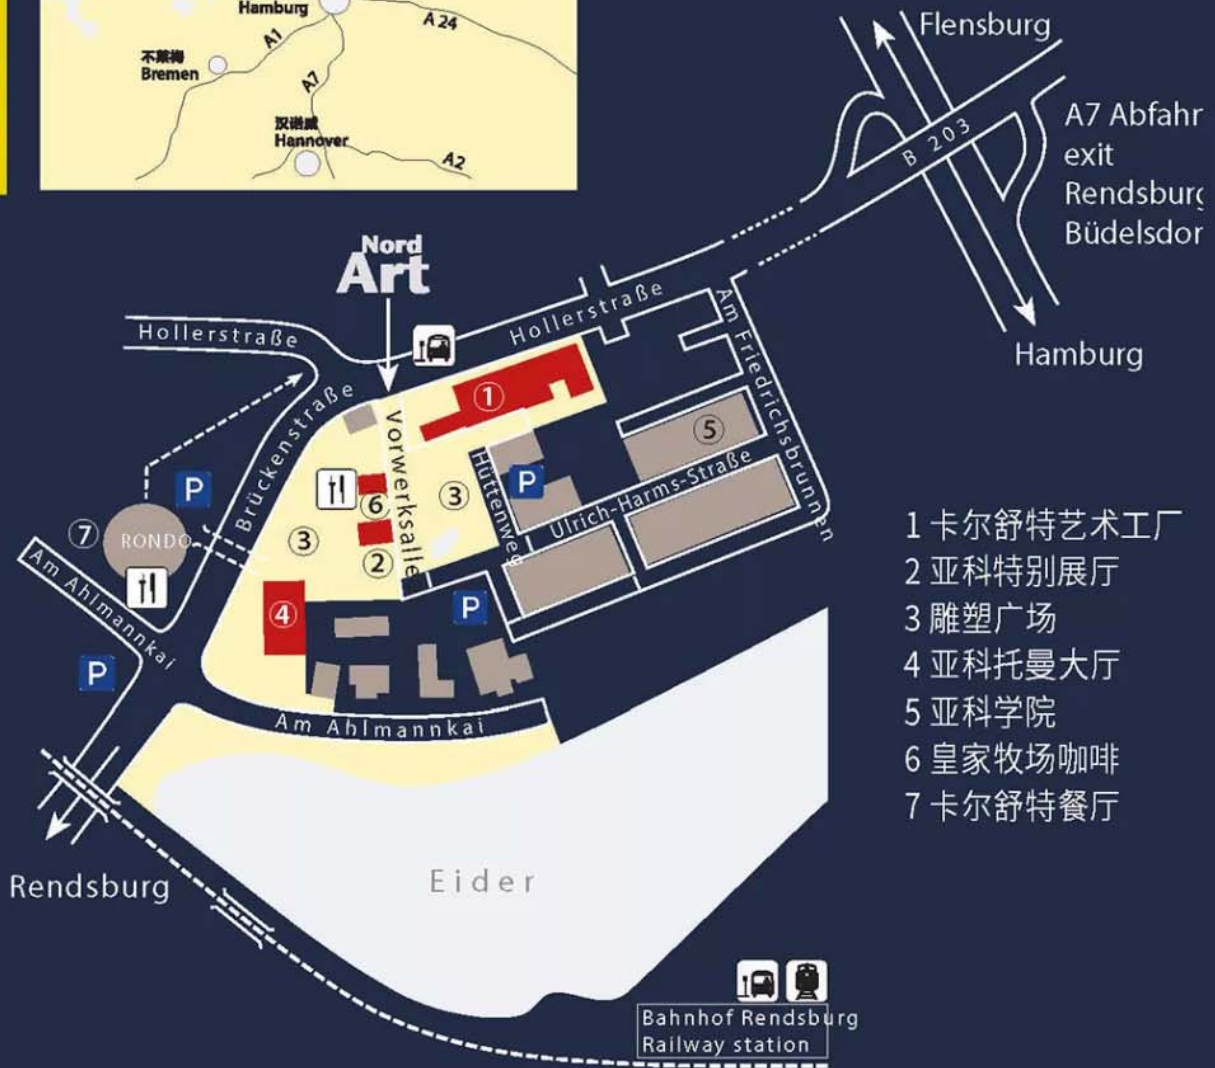 Hamburg
A1
A 24
不莱梅
Bremen
A7
汉诺威
Hannover
A2
Flensburg
B 203
A7 Abfahr
exit
Rendsburg
Büdelsdor
Hamburg
Nord
Art
Hollerstraße
Hollerstraße
Am Friedrichsbrunnen
Brückenstraße
Vorwerksallee
Hüttenweg
Ulrich-Harms-Straße
1
5
P
P
3
6
3
2
7
RONDO
4
P
Am Ahlmannkai
P
Am Ahlmannkai
1 卡尔舒特艺术工厂
2 亚科特别展厅
3 雕塑广场
4 亚科托曼大厅
5 亚科学院
6 皇家牧场咖啡
7 卡尔舒特餐厅
Rendsburg
Eider
Bahnhof Rendsburg
Railway station